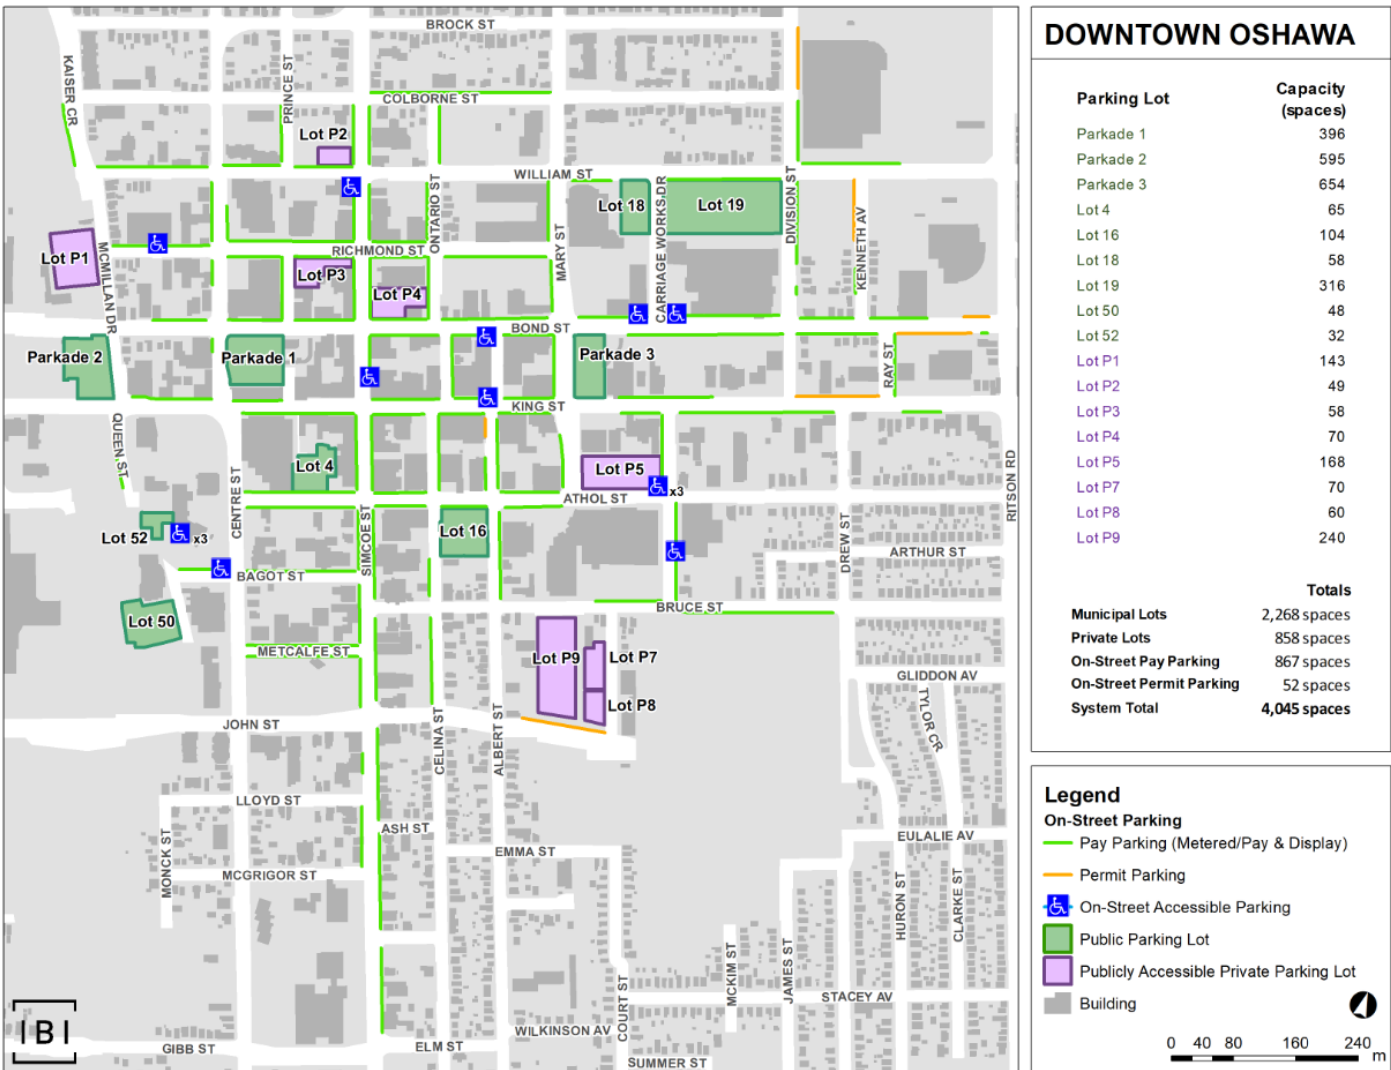 BROCK ST
KAISER CR
PRINCE ST
COLBORNE ST
Lot P2
WILLIAM ST
ONTARIO ST
Lot 18
CARRIAGE WORKS DR
Lot 19
DIVISION ST
KENNETH AV
MARY ST
Lot P1
MCMILLAN DR
RICHMOND ST
Lot P3
Lot P4
BOND ST
Parkade 2
Parkade 1
Parkade 3
RAY ST
KING ST
QUEEN ST
Lot 4
Lot P5
x3
ATHOL ST
CENTRE ST
SIMCOE ST
RITSON RD
Lot 52
x3
Lot 16
DREW ST
ARTHUR ST
BAGOT ST
BRUCE ST
Lot 50
METCALFE ST
Lot P9
Lot P7
Lot P8
GLIDDON AV
TYLOR CR
JOHN ST
CELINA ST
ALBERT ST
LLOYD ST
ASH ST
EULALIE AV
MONCK ST
EMMA ST
MCGRIGOR ST
HURON ST
CLARKE ST
MCKIM ST
JAMES ST
COURT ST
STACEY AV
WILKINSON AV
IBI
GIBB ST
ELM ST
SUMMER ST
DOWNTOWN OSHAWA
Parking Lot Capacity (spaces)
Parkade 1 396
Parkade 2 595
Parkade 3 654
Lot 4 65
Lot 16 104
Lot 18 58
Lot 19 316
Lot 50 48
Lot 52 32
Lot P1 143
Lot P2 49
Lot P3 58
Lot P4 70
Lot P5 168
Lot P7 70
Lot P8 60
Lot P9 240
Totals
Municipal Lots 2,268 spaces
Private Lots 858 spaces
On-Street Pay Parking 867 spaces
On-Street Permit Parking 52 spaces
System Total 4,045 spaces
Legend
On-Street Parking
Pay Parking (Metered/Pay & Display)
Permit Parking
On-Street Accessible Parking
Public Parking Lot
Publicly Accessible Private Parking Lot
Building
0 40 80 160 240
m